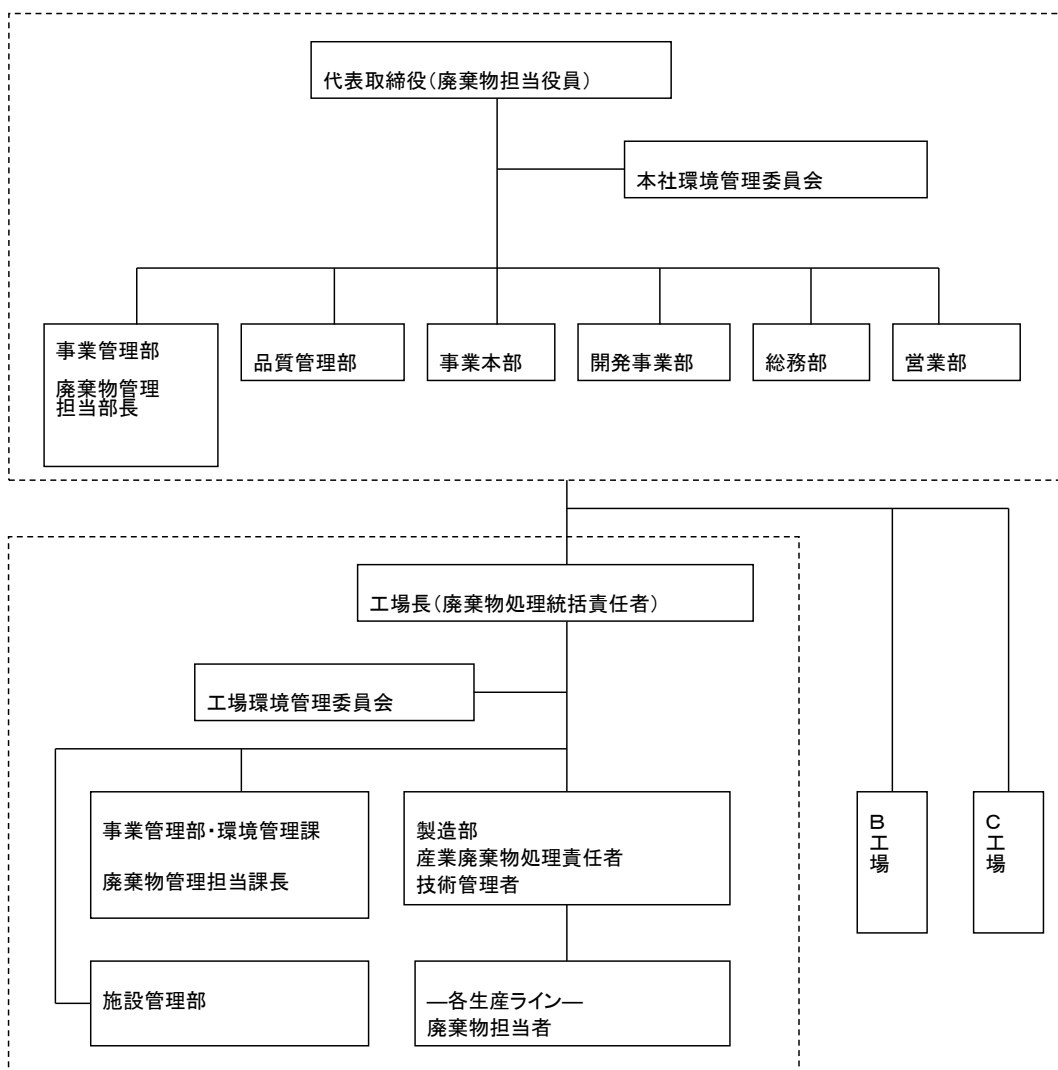 代表取締役(廃棄物担当役員)
本社環境管理委員会
事業管理部
廃棄物管理
担当部長
品質管理部
事業本部
開発事業部
総務部
営業部
工場長(廃棄物処理統括責任者)
工場環境管理委員会
事業管理部・環境管理課
廃棄物管理担当課長
製造部
産業廃棄物処理責任者
技術管理者
B工場
C工場
施設管理部
―各生産ライン―
廃棄物担当者